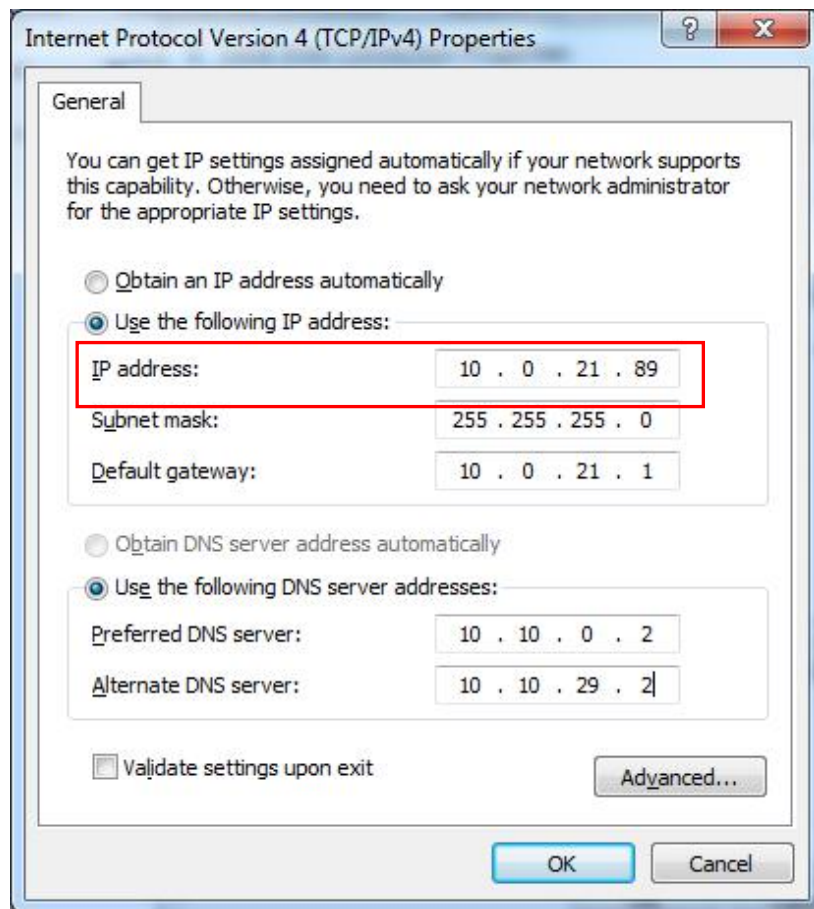 Internet Protocol Version 4 (TCP/IPv4) Properties
General
You can get IP settings assigned automatically if your network supports
this capability. Otherwise, you need to ask your network administrator
for the appropriate IP settings.
Obtain an IP address automatically
Use the following IP address:
IP address: 10 . 0 . 21 . 89
Subnet mask: 255 . 255 . 255 . 0
Default gateway: 10 . 0 . 21 . 1
Obtain DNS server address automatically
Use the following DNS server addresses:
Preferred DNS server: 10 . 10 . 0 . 2
Alternate DNS server: 10 . 10 . 29 . 2
Validate settings upon exit
Advanced...
OK Cancel